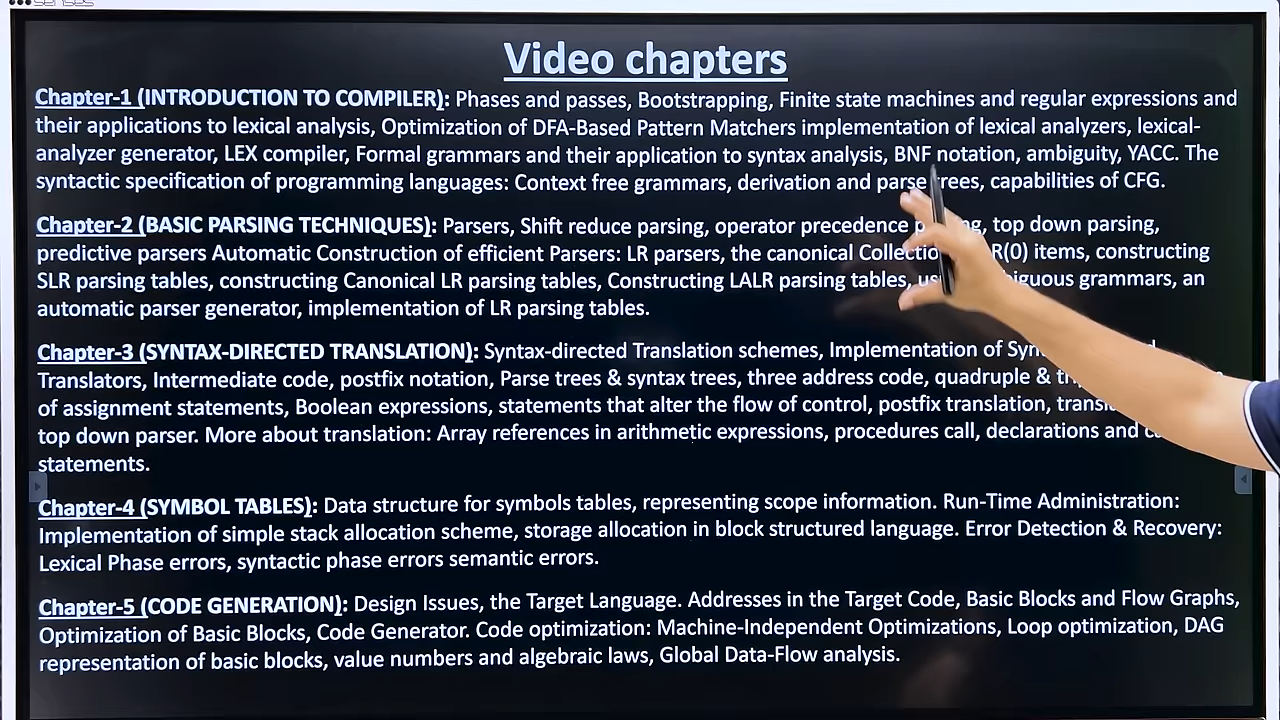 Video chapters
Chapter-1 (INTRODUCTION TO COMPILER): Phases and passes, Bootstrapping, Finite state machines and regular expressions and
their applications to lexical analysis, Optimization of DFA-Based Pattern Matchers implementation of lexical analyzers, lexical-
analyzer generator, LEX compiler, Formal grammars and their application to syntax analysis, BNF notation, ambiguity, YACC. The
syntactic specification of programming languages: Context free grammars, derivation and parse trees, capabilities of CFG.
Chapter-2 (BASIC PARSING TECHNIQUES): Parsers, Shift reduce parsing, operator precedence top down parsing,
predictive parsers Automatic Construction of efficient Parsers: LR parsers, the canonical R(0) items, constructing
SLR parsing tables, constructing Canonical LR parsing tables, Constructing LALR parsing tables, grammars, an
automatic parser generator, implementation of LR parsing tables.
Chapter-3 (SYNTAX-DIRECTED TRANSLATION): Syntax-directed Translation schemes, Implementation of
Translators, Intermediate code, postfix notation, Parse trees & syntax trees, three address code, quadruple &
of assignment statements, Boolean expressions, statements that alter the flow of control, postfix translation,
top down parser. More about translation: Array references in arithmetic expressions, procedures call, declarations and
statements.
Chapter-4 (SYMBOL TABLES): Data structure for symbols tables, representing scope information. Run-Time Administration:
Implementation of simple stack allocation scheme, storage allocation in block structured language. Error Detection & Recovery:
Lexical Phase errors, syntactic phase errors semantic errors.
Chapter-5 (CODE GENERATION): Design Issues, the Target Language. Addresses in the Target Code, Basic Blocks and Flow Graphs,
Optimization of Basic Blocks, Code Generator. Code optimization: Machine-Independent Optimizations, Loop optimization, DAG
representation of basic blocks, value numbers and algebraic laws, Global Data-Flow analysis.